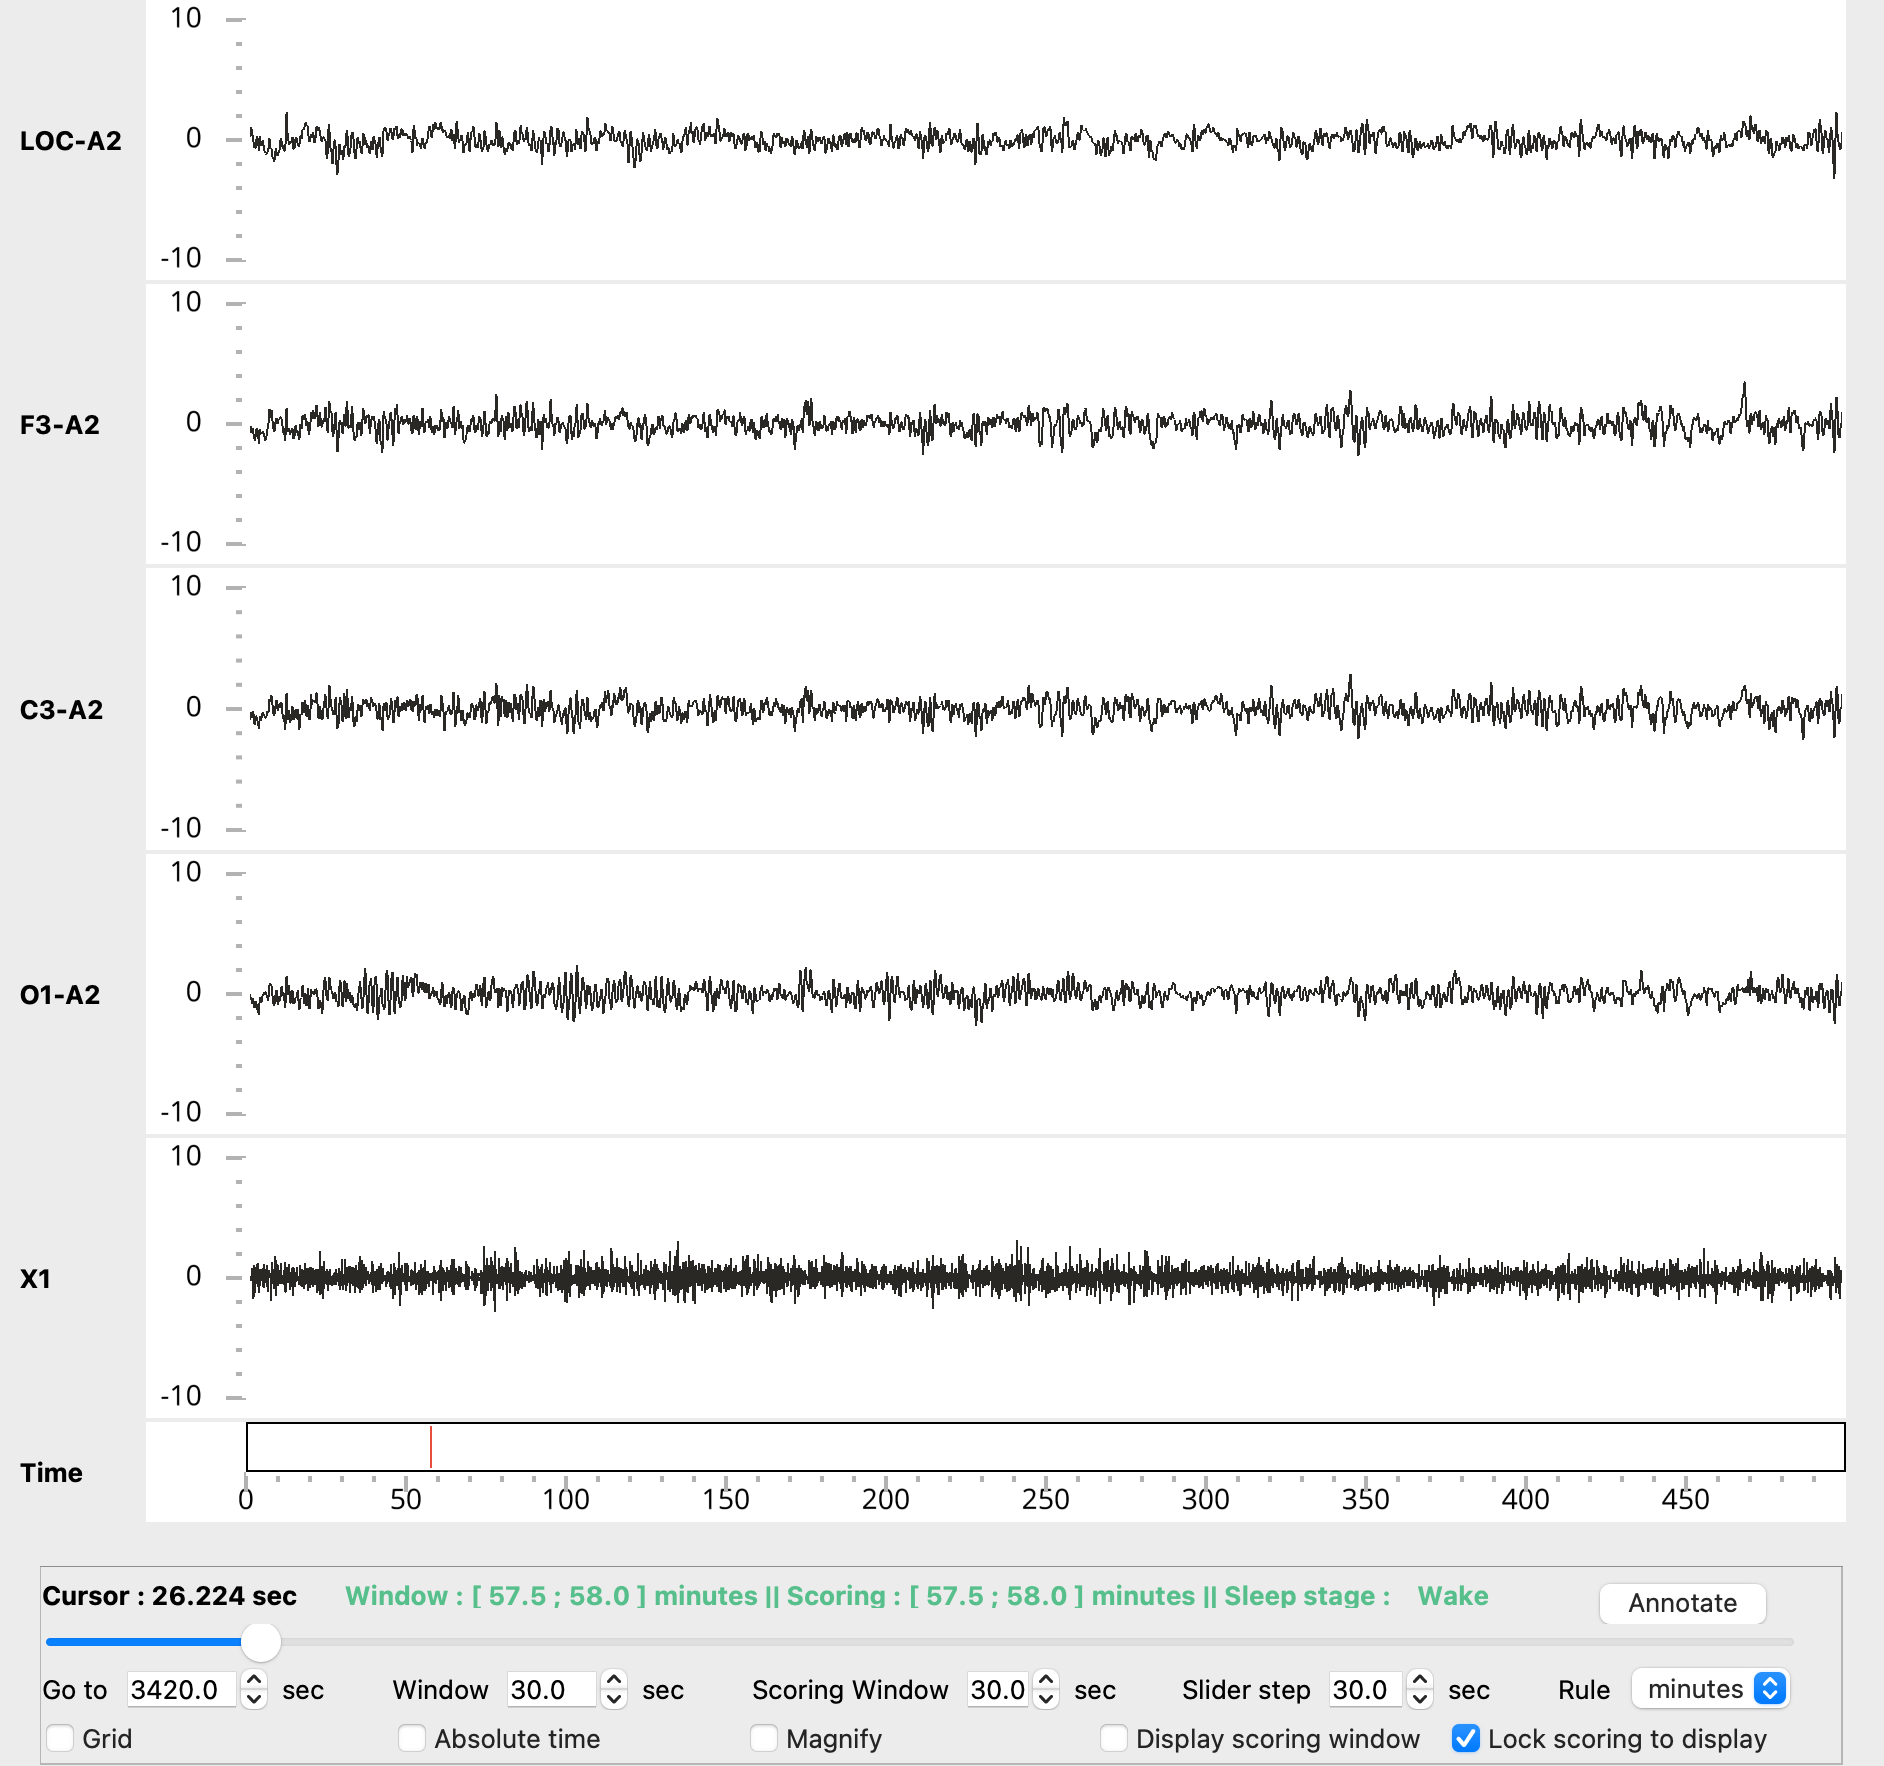 10
LOC-A2 0
-10
10
F3-A2 0
-10
10
C3-A2 0
-10
10
O1-A2 0
-10
10
X1 0
-10
Time
0 50 100 150 200 250 300 350 400 450
Cursor : 26.224 sec Window : [ 57.5 ; 58.0 ] minutes || Scoring : [ 57.5 ; 58.0 ] minutes || Sleep stage : Wake Annotate
Go to 3420.0 sec Window 30.0 sec Scoring Window 30.0 sec Slider step 30.0 sec Rule minutes
Grid Absolute time Magnify Display scoring window Lock scoring to display